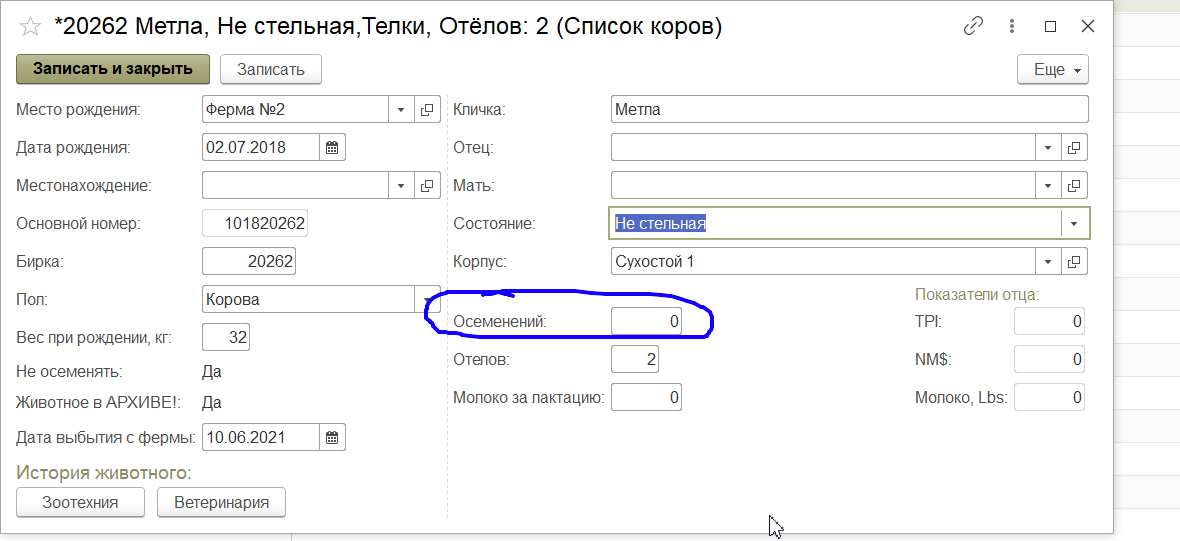 *20262 Метла, Не стельная,Телки, Отёлов: 2 (Список коров)
Записать и закрыть Записать Еще
Место рождения: Ферма №2 Кличка: Метла
Дата рождения: 02.07.2018 Отец:
Местонахождение: Мать:
Основной номер: 101820262 Состояние: Не стельная
Бирка: 20262 Корпус: Сухостой 1
Пол: Корова Показатели отца:
Осеменений: 0 TPI: 0
Вес при рождении, кг: 32
Отелов: 2 NM$: 0
Не осеменять: Да
Молоко за лактацию: 0 Молоко, Lbs: 0
Животное в АРХИВЕ!: Да
Дата выбытия с фермы: 10.06.2021
История животного:
Зоотехния Ветеринария